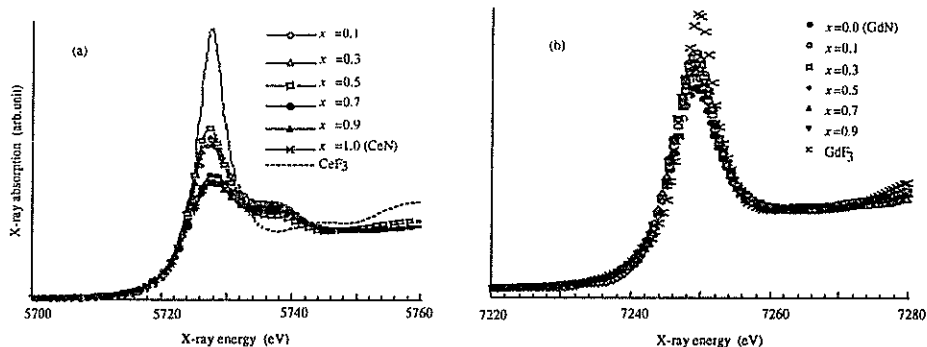 (a)
x =0.1
x =0.3
x =0.5
x =0.7
x =0.9
x =1.0 (CeN)
CeF3
X-ray absorption (arb.unit)
5700 5720 5740 5760
X-ray energy (eV)
(b)
x=0.0 (GdN)
x=0.1
x=0.3
x=0.5
x=0.7
x=0.9
GdF3
7220 7240 7260 7280
X-ray energy (eV)